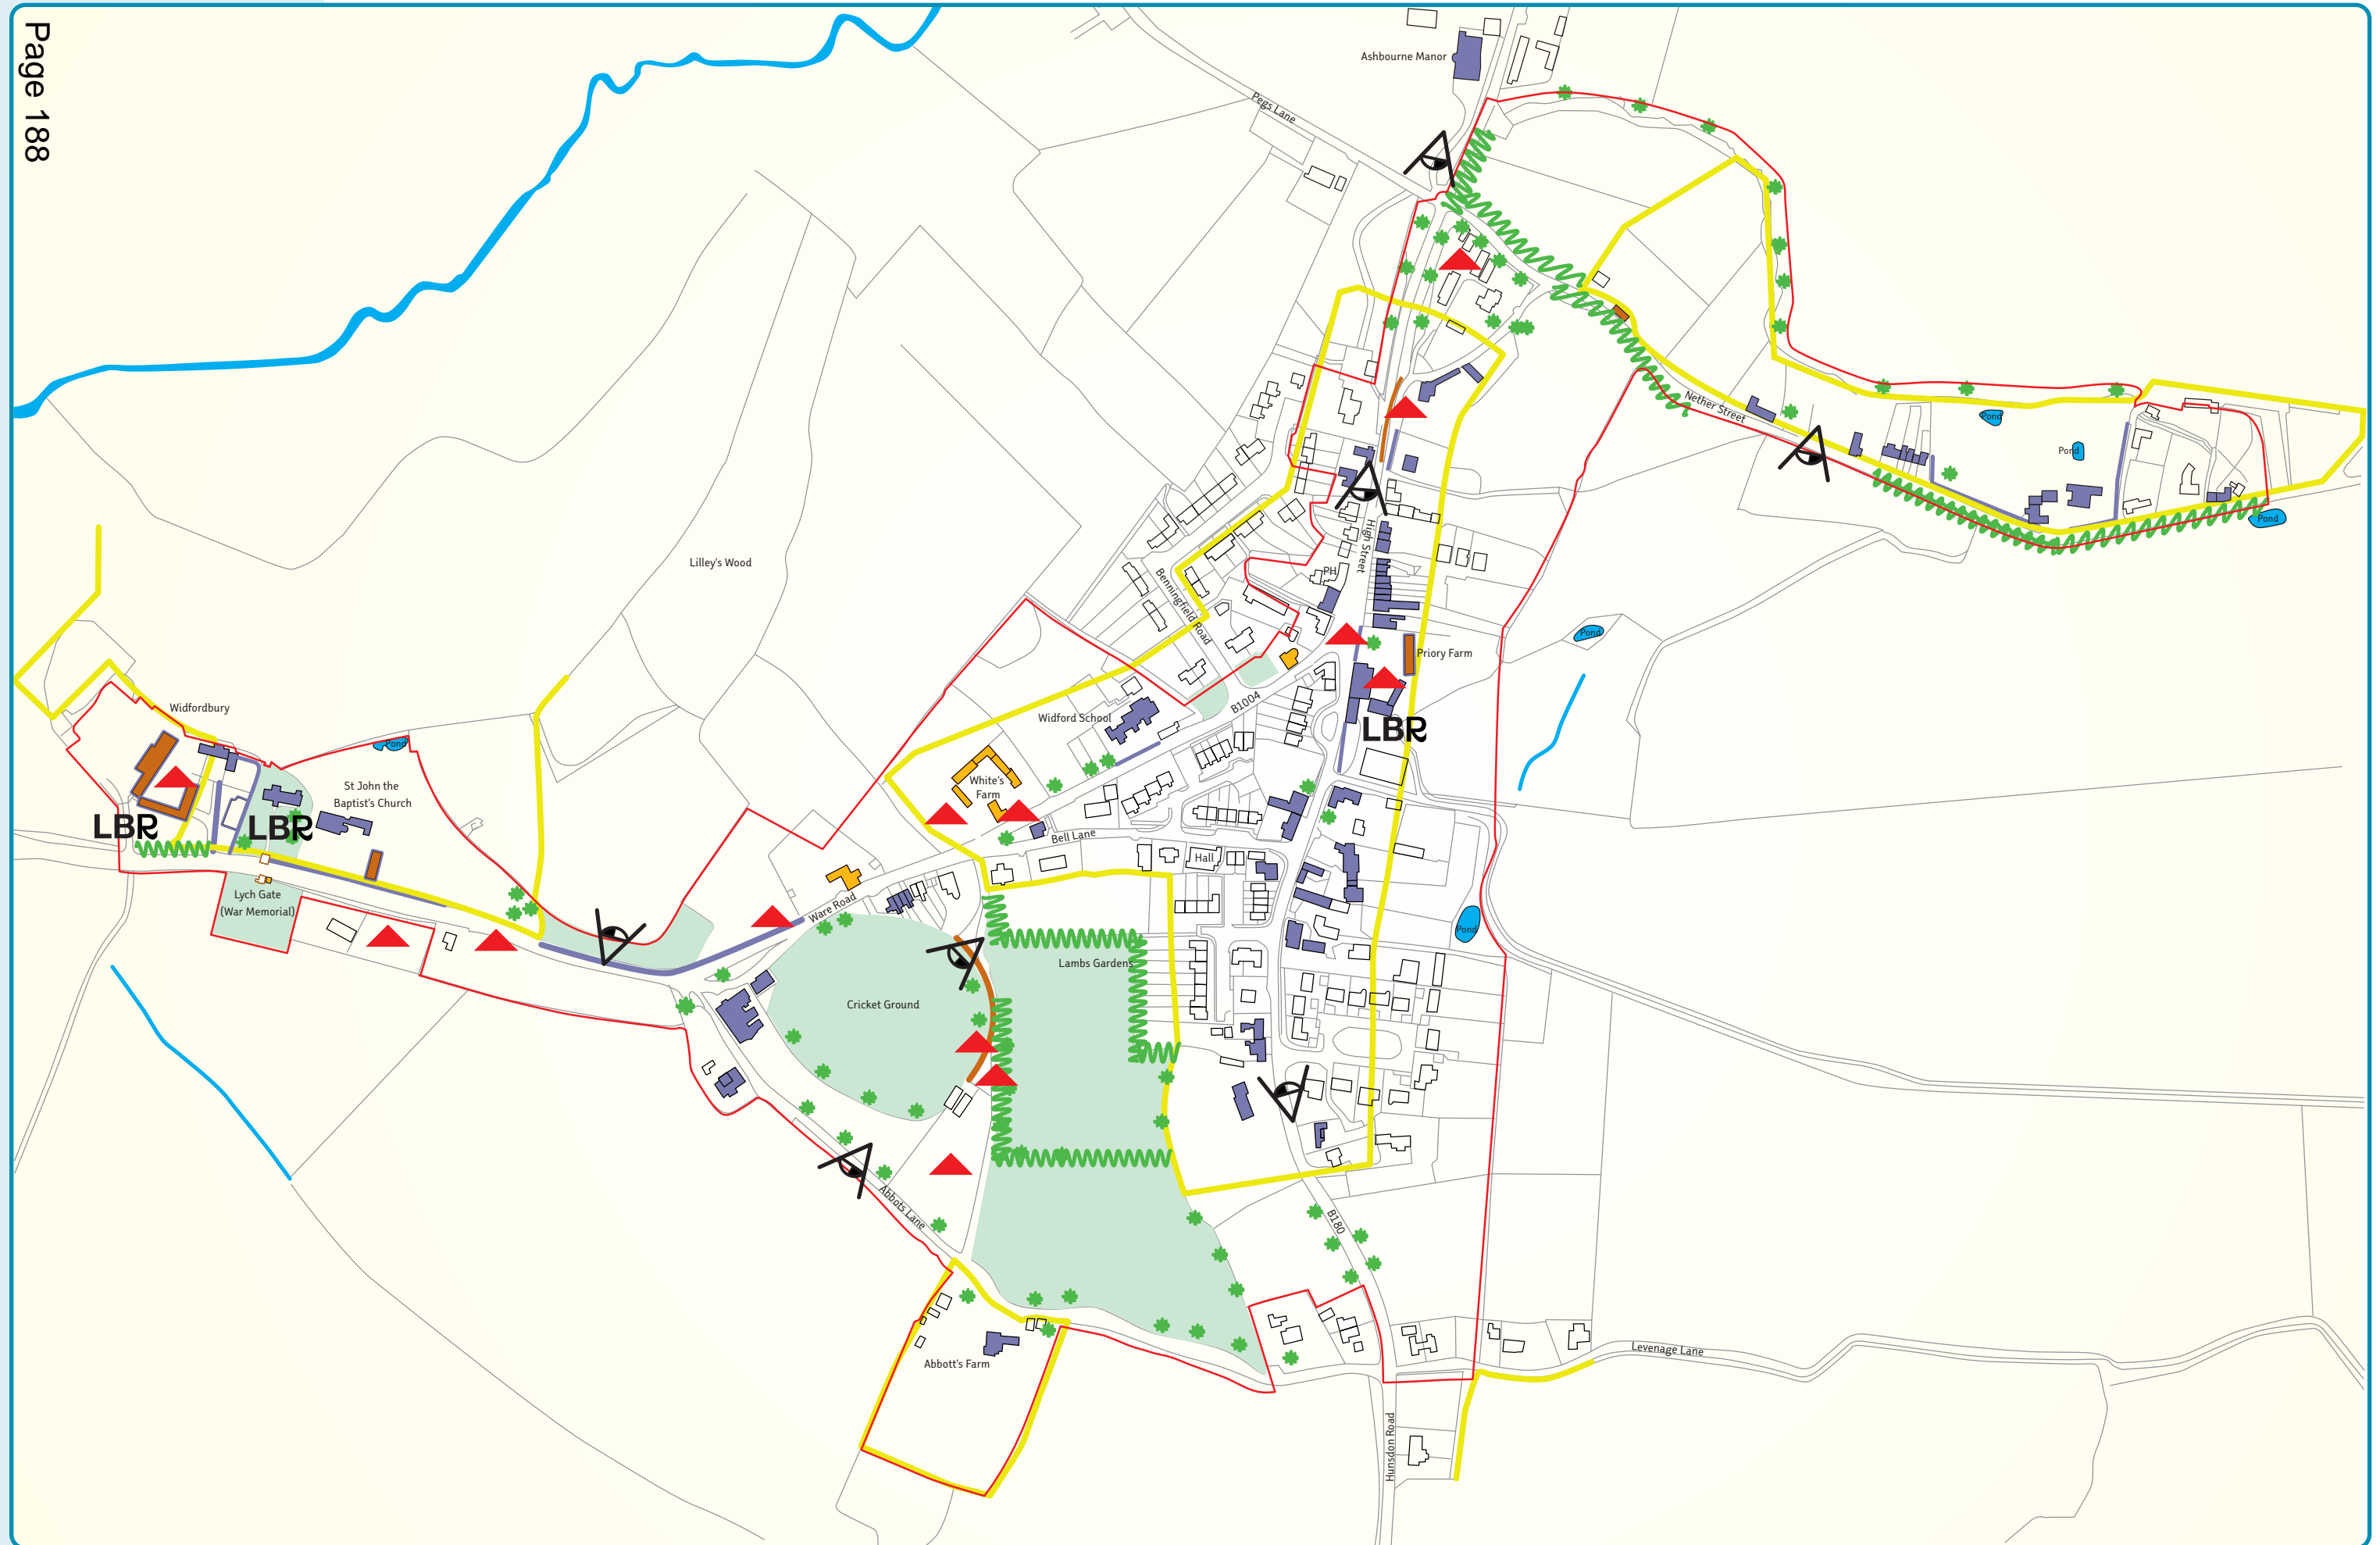 Page 188
Ashbourne Manor
Pegs Lane
Nether Street
Pond
Pond
Pond
High Street
Lilley's Wood
PH
Benningfield Road
Pond
Priory Farm
B1004
Widfordbury
Widford School
LBR
Pond
St John the
Baptist's Church
White's
Farm
LBR
LBR
Bell Lane
Hall
Lych Gate
(War Memorial)
Ware Road
Pond
Lambs Gardens
Cricket Ground
Abbots Lane
B180
Abbott's Farm
Levenage Lane
Hunsdon Road